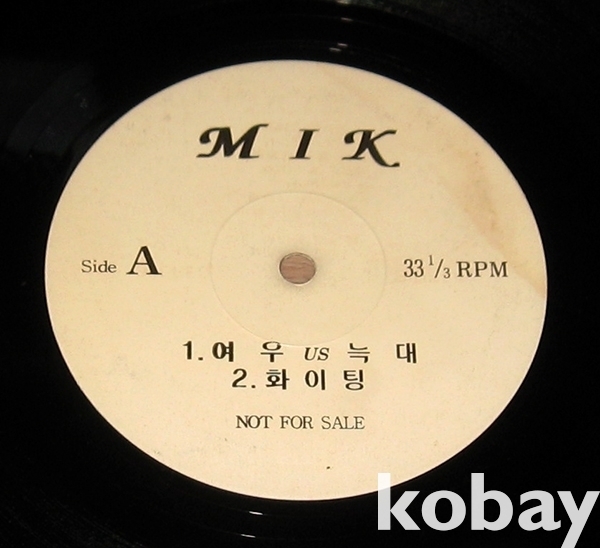 MIK
Side A
33 1/3 RPM
1. 여 우 US 늑 대
2. 화 이 팅
NOT FOR SALE
kobay